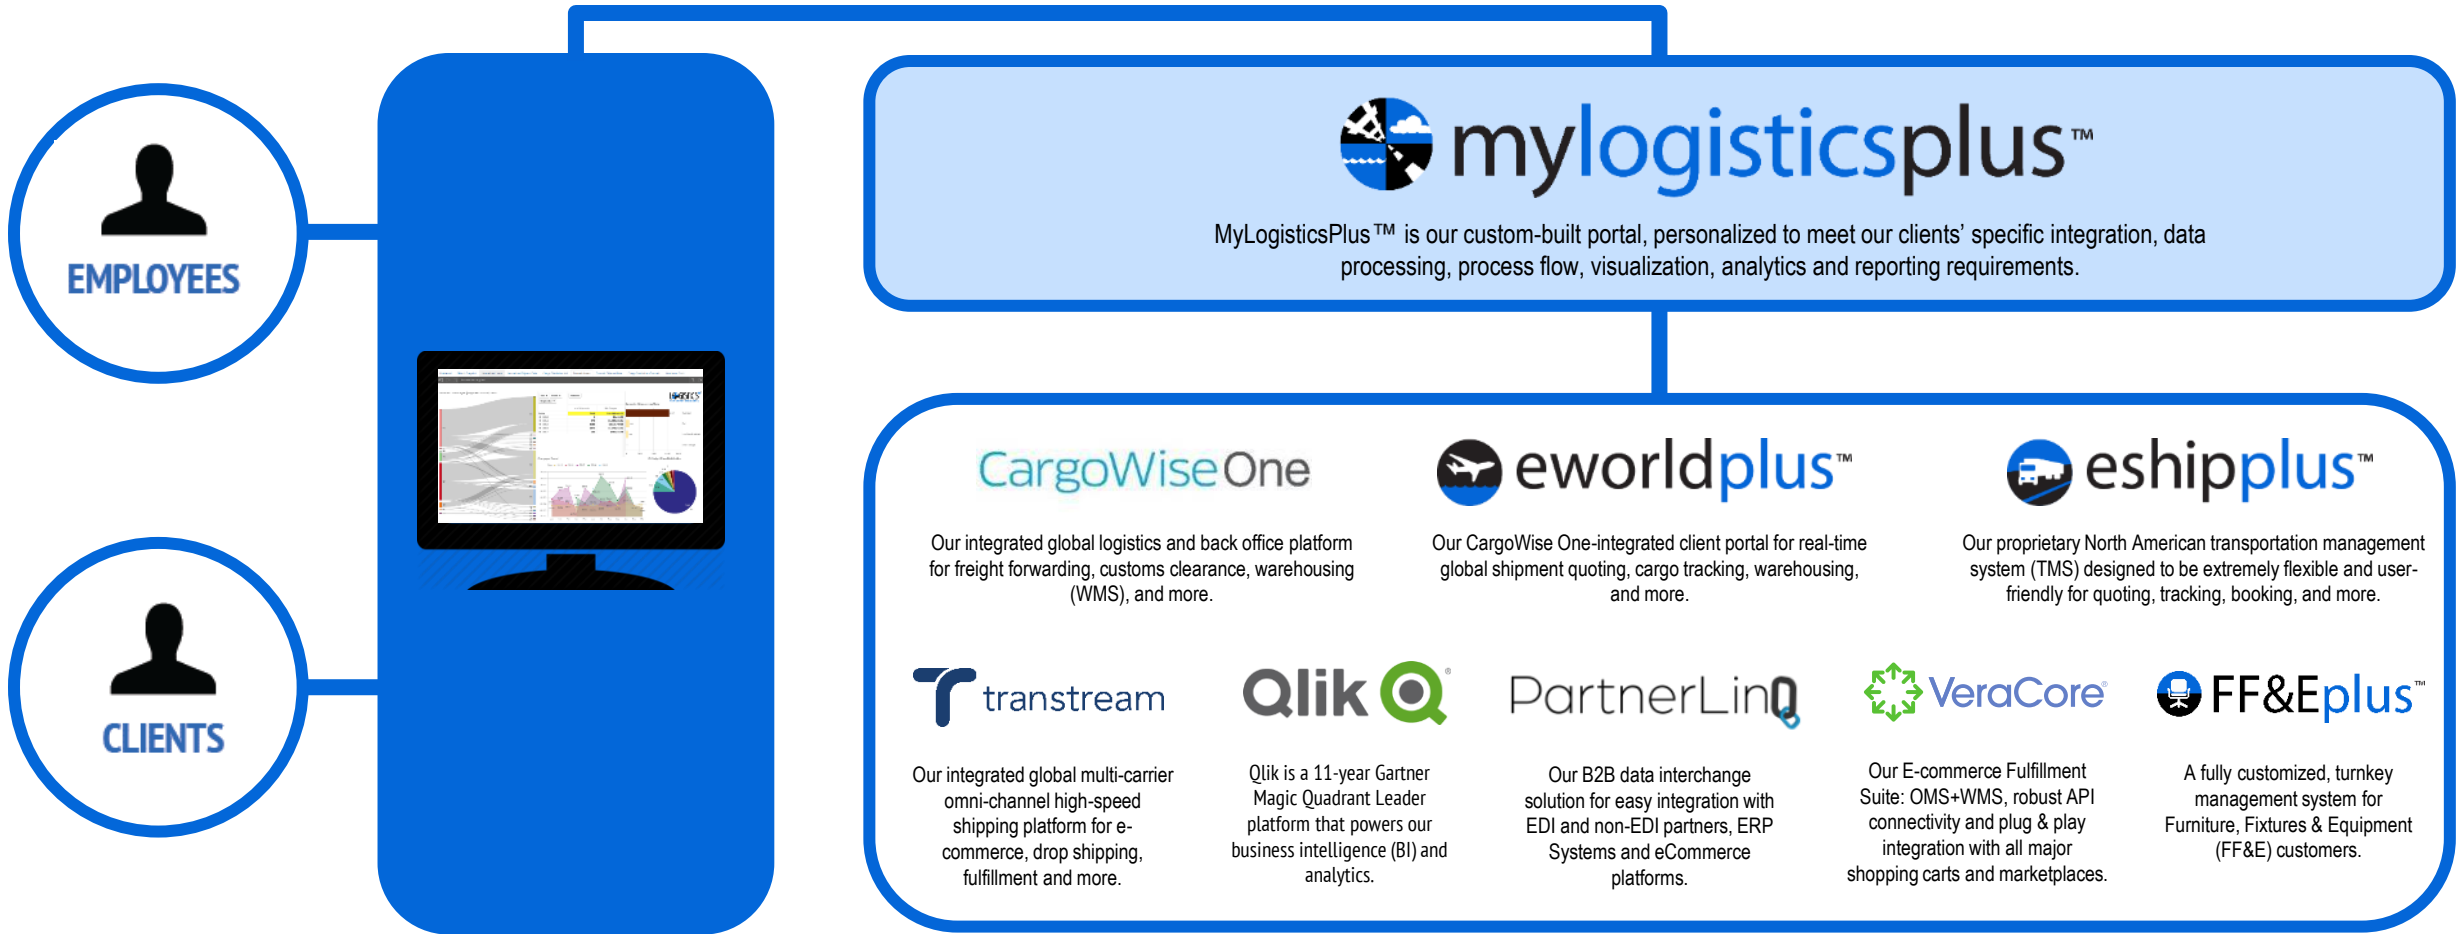 EMPLOYEES
CLIENTS
LOGISTICS
mylogisticsplus™
MyLogisticsPlus™ is our custom-built portal, personalized to meet our clients’ specific integration, data
processing, process flow, visualization, analytics and reporting requirements.
CargoWiseOne
eworldplus™
eshipplus™
Our integrated global logistics and back office platform
for freight forwarding, customs clearance, warehousing
(WMS), and more.
Our CargoWise One-integrated client portal for real-time
global shipment quoting, cargo tracking, warehousing,
and more.
Our proprietary North American transportation management
system (TMS) designed to be extremely flexible and user-
friendly for quoting, tracking, booking, and more.
transtream
Qlik Q®
PartnerLinQ
VeraCore®
FF&Eplus™
Our integrated global multi-carrier
omni-channel high-speed
shipping platform for e-
commerce, drop shipping,
fulfillment and more.
Qlik is a 11-year Gartner
Magic Quadrant Leader
platform that powers our
business intelligence (BI) and
analytics.
Our B2B data interchange
solution for easy integration with
EDI and non-EDI partners, ERP
Systems and eCommerce
platforms.
Our E-commerce Fulfillment
Suite: OMS+WMS, robust API
connectivity and plug & play
integration with all major
shopping carts and marketplaces.
A fully customized, turnkey
management system for
Furniture, Fixtures & Equipment
(FF&E) customers.